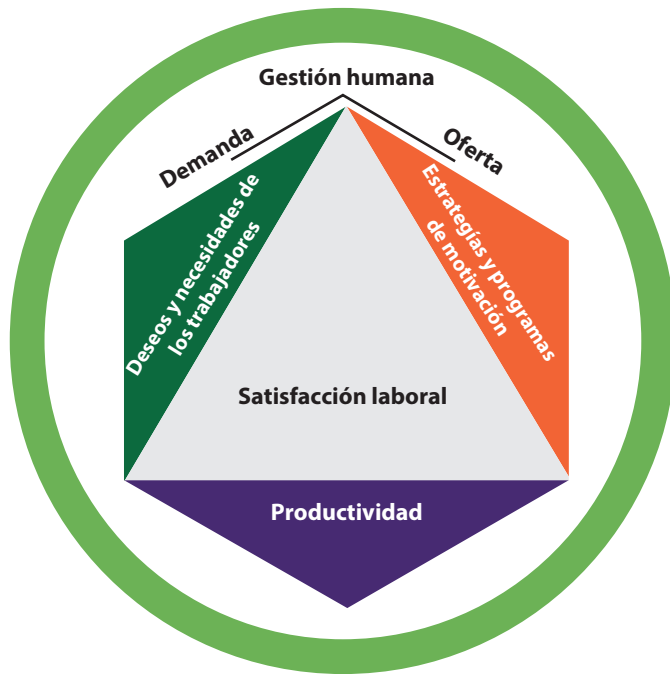 Gestión humana
Demanda
Oferta
Deseos y necesidades de
los trabajadores
Estrategías y programas
de motivación
Satisfacción laboral
Productividad